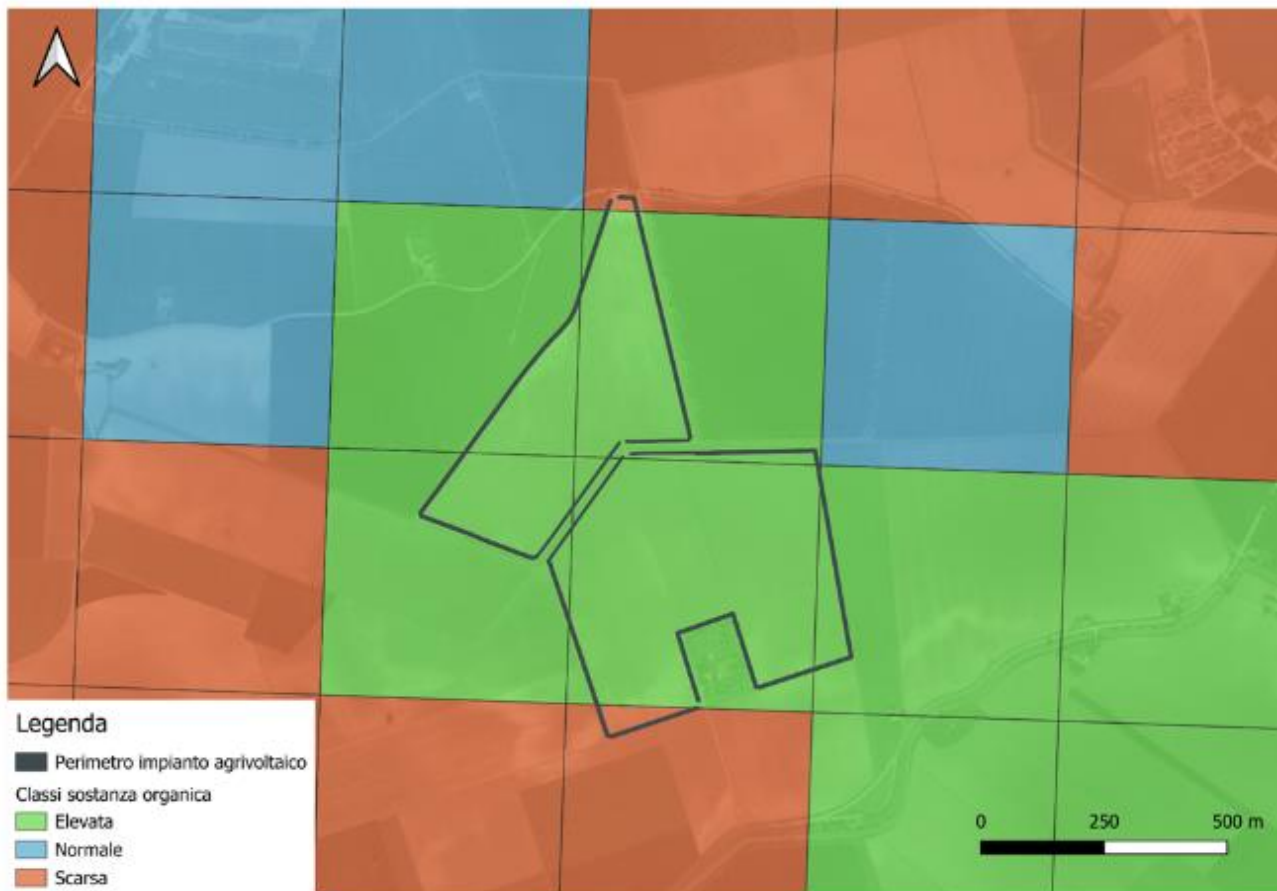 Legenda
Perimetro impianto agrivoltaico
Classi sostanza organica
Elevata
Normale
Scarsa
0 250 500 m